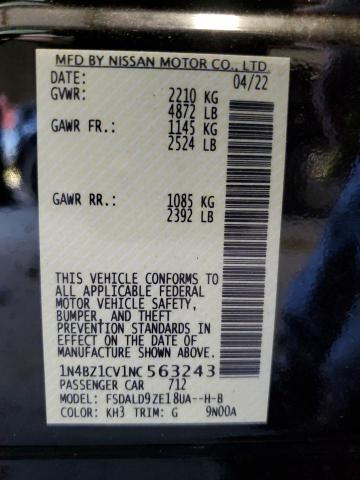 MFD BY NISSAN MOTOR CO., LTD.
DATE: 04/22
GVWR: 2210 KG
4872 LB
GAWR FR.: 1145 KG
2524 LB
GAWR RR.: 1085 KG
2392 LB
THIS VEHICLE CONFORMS TO
ALL APPLICABLE FEDERAL
MOTOR VEHICLE SAFETY,
BUMPER, AND THEFT
PREVENTION STANDARDS IN
EFFECT ON THE DATE OF
MANUFACTURE SHOWN ABOVE.
1N4BZ1CV1NC563243
PASSENGER CAR 712
MODEL: FSDALD9ZE18UA--H-B
COLOR: KH3 TRIM: G 9N00A